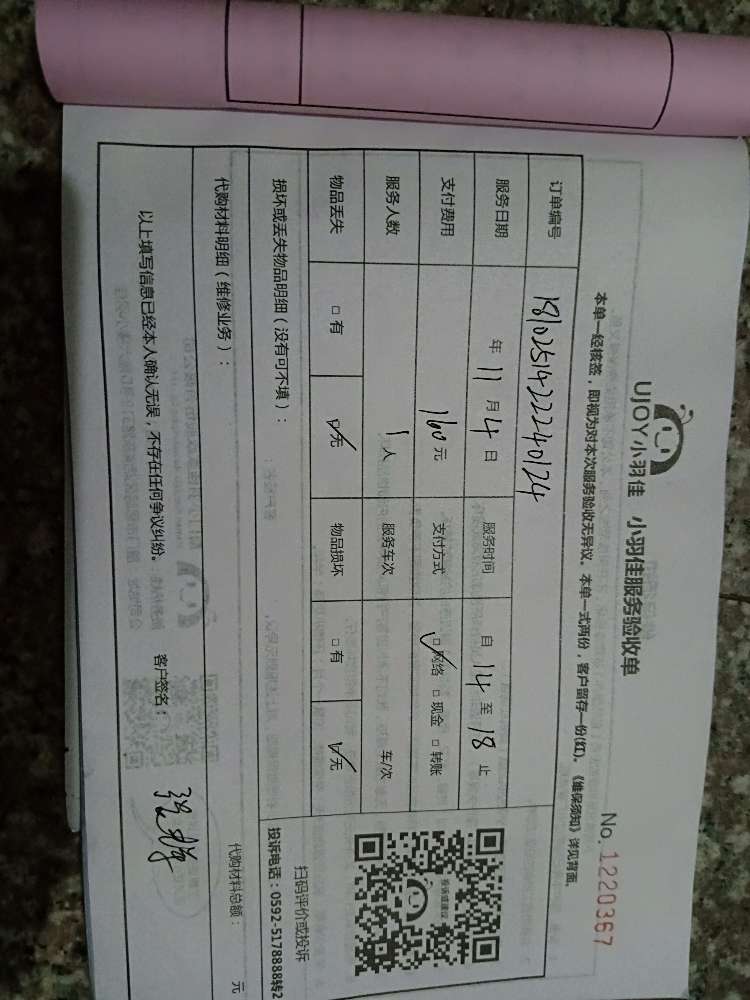 UJOY小羽佳 小羽佳服务验收单
No. 1220367
本单一经核签，即视为对本次服务验收无异议。本单一式两份，客户留存一份(红)。《维保须知》详见背面。
订单编号 1810251422240124
服务日期 年 11 月 4 日 服务时间 自 14 至 18 止
支付费用 160 元 支付方式 ☑网络 □现金 □转账
服务人数 1 人 服务车次 车/次
物品丢失 □有 ☑无 物品损坏 □有 ☑无
投诉或建议
扫码评价或投诉
投诉电话：0592-5178888转2
损坏或丢失物品明细（没有可不填）：
代购材料明细（维修业务）：
代购材料总额： 元
以上填写信息已经本人确认无误，不存在任何争议纠纷。 客户签名：